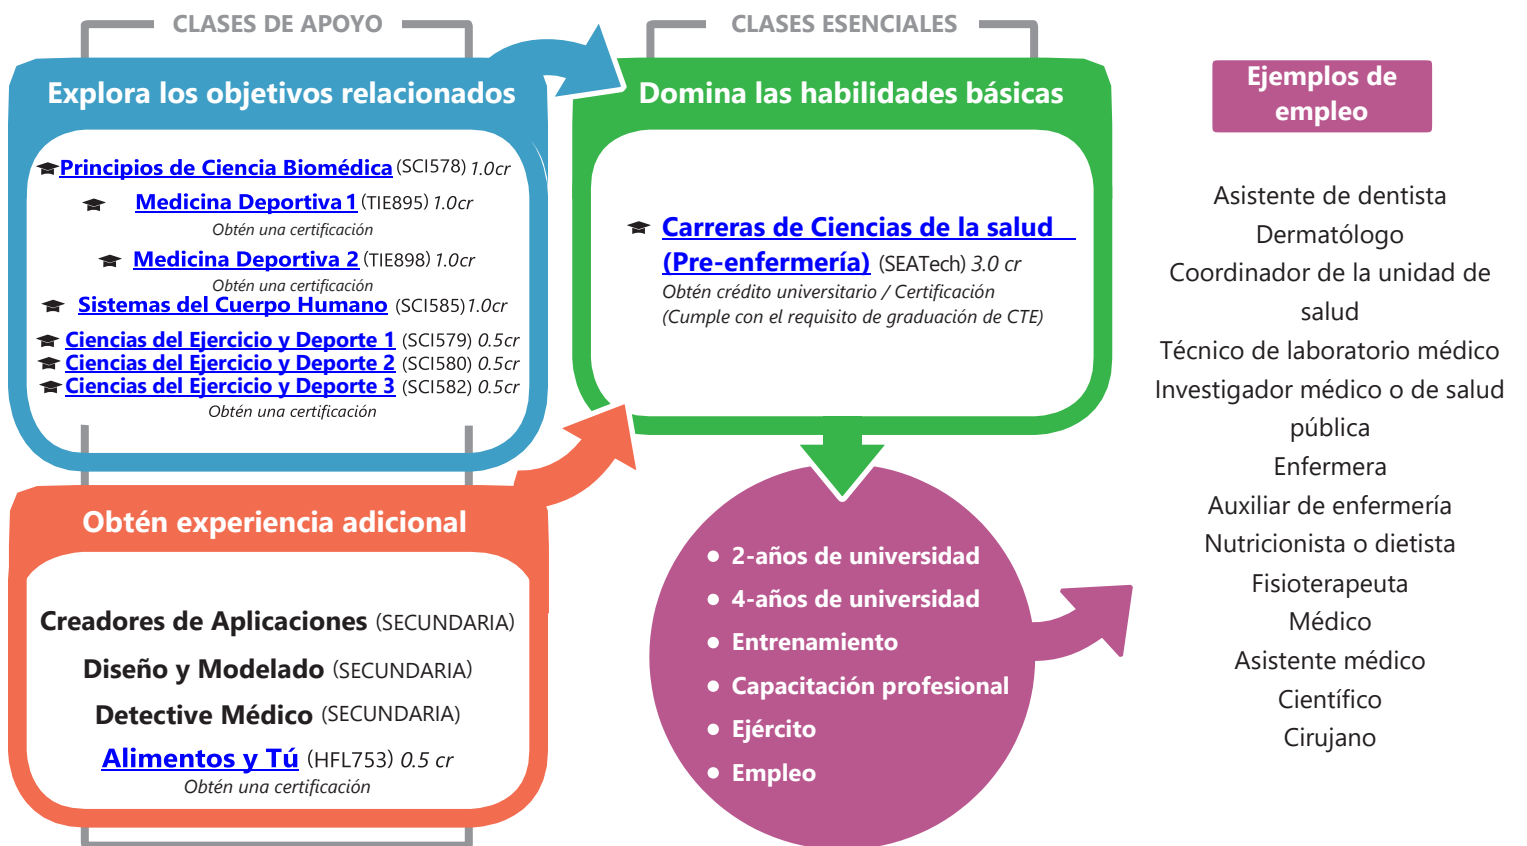 CLASES DE APOYO
Explora los objetivos relacionados
Principios de Ciencia Biomédica (SCI578) 1.0cr
Medicina Deportiva 1 (TIE895) 1.0cr
Obtén una certificación
Medicina Deportiva 2 (TIE898) 1.0cr
Obtén una certificación
Sistemas del Cuerpo Humano (SCI585) 1.0cr
Ciencias del Ejercicio y Deporte 1 (SCI579) 0.5cr
Ciencias del Ejercicio y Deporte 2 (SCI580) 0.5cr
Ciencias del Ejercicio y Deporte 3 (SCI582) 0.5cr
Obtén una certificación
Obtén experiencia adicional
Creadores de Aplicaciones (SECUNDARIA)
Diseño y Modelado (SECUNDARIA)
Detective Médico (SECUNDARIA)
Alimentos y Tú (HFL753) 0.5 cr
Obtén una certificación
CLASES ESENCIALES
Domina las habilidades básicas
Carreras de Ciencias de la salud
(Pre-enfermería) (SEATech) 3.0 cr
Obtén crédito universitario / Certificación
(Cumple con el requisito de graduación de CTE)
• 2-años de universidad
• 4-años de universidad
• Entrenamiento
• Capacitación profesional
• Ejército
• Empleo
Ejemplos de
empleo
Asistente de dentista
Dermatólogo
Coordinador de la unidad de
salud
Técnico de laboratorio médico
Investigador médico o de salud
pública
Enfermera
Auxiliar de enfermería
Nutricionista o dietista
Fisioterapeuta
Médico
Asistente médico
Científico
Cirujano